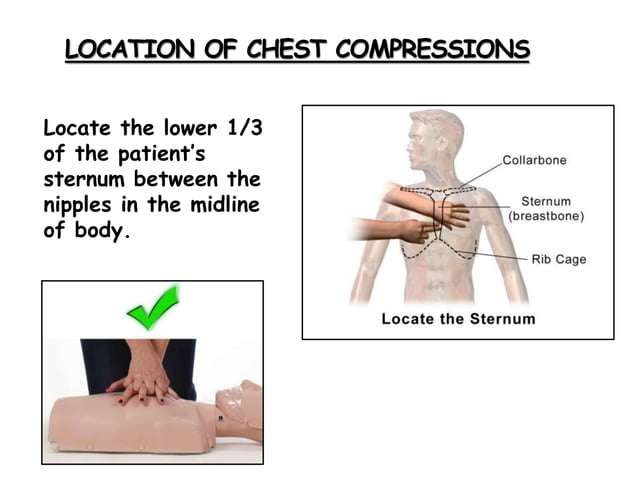 LOCATION OF CHEST COMPRESSIONS
Locate the lower 1/3
of the patient's
sternum between the
nipples in the midline
of body.
Collarbone
Sternum
(breastbone)
Rib Cage
Locate the Sternum